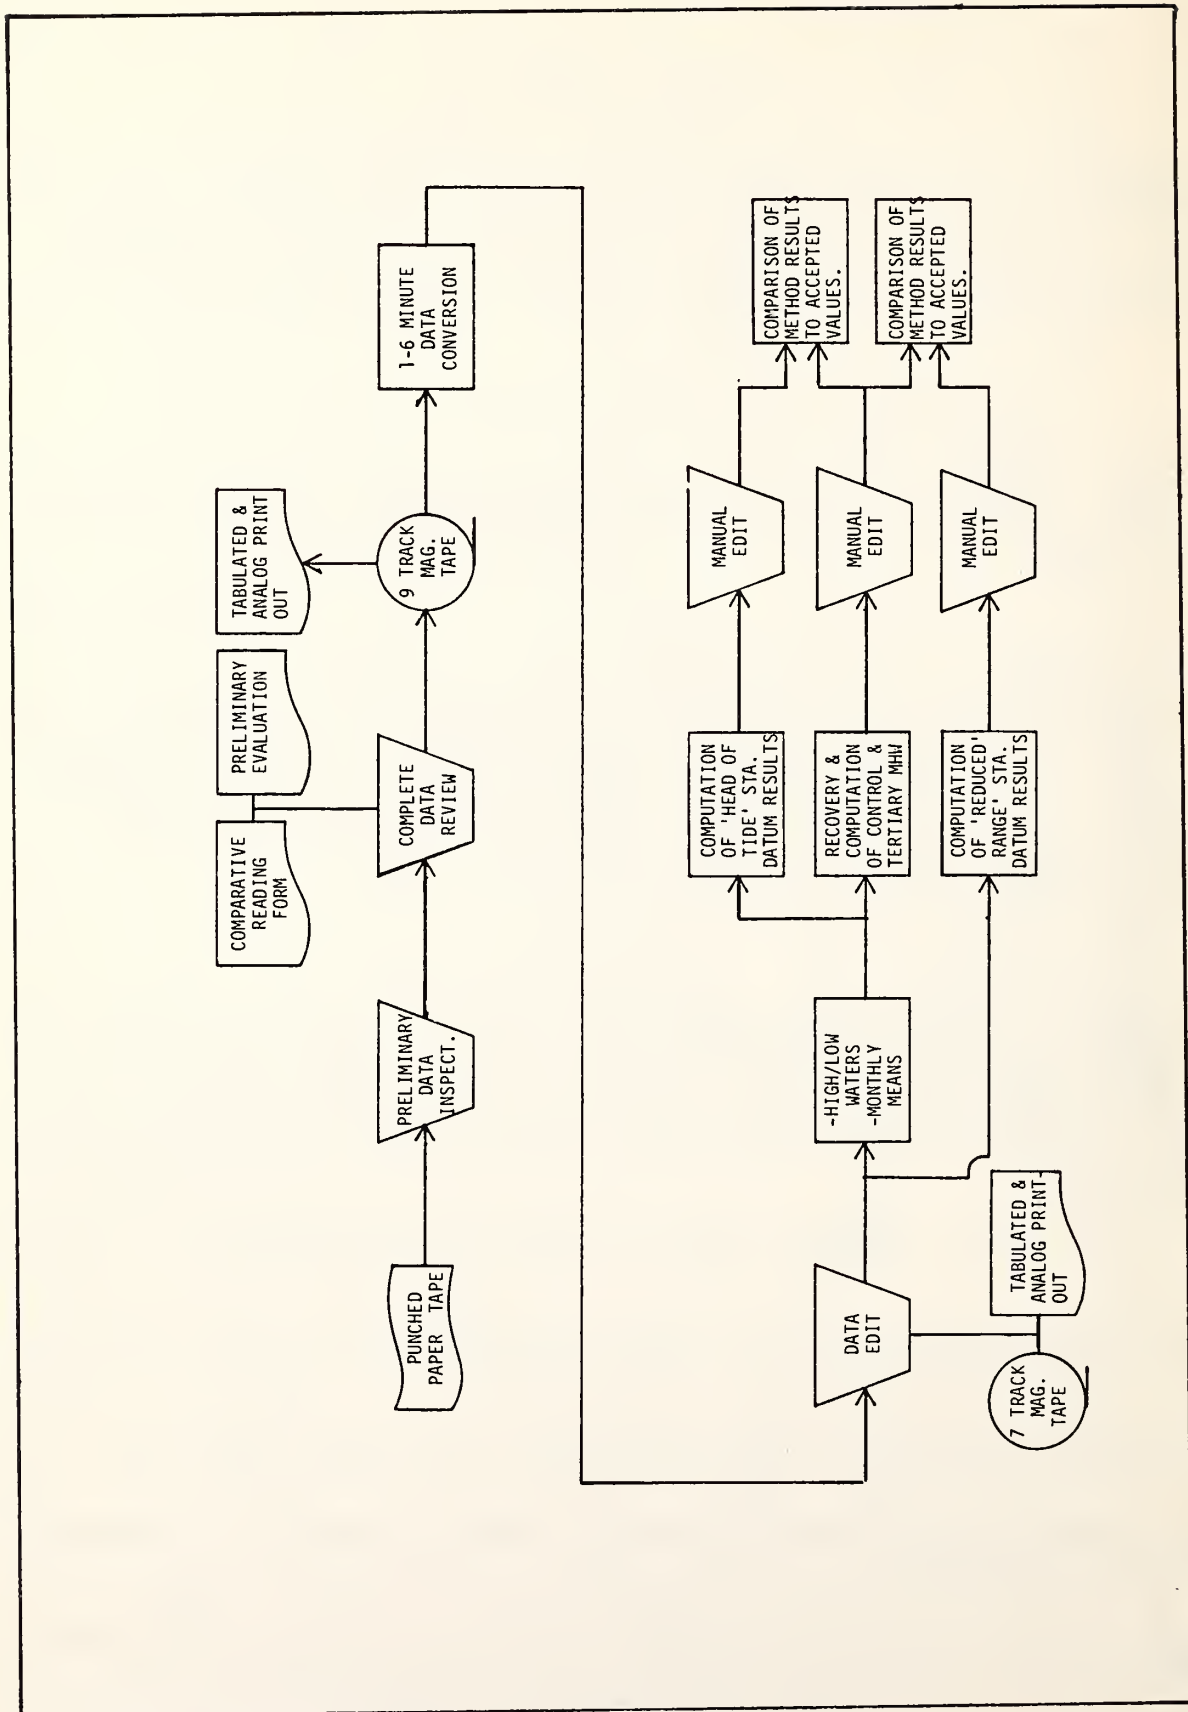 PUNCHED
PAPER TAPE
PRELIMINARY
DATA
INSPECT.
COMPARATIVE
READING
FORM
PRELIMINARY
EVALUATION
COMPLETE
DATA
REVIEW
TABULATED &
ANALOG PRINT
OUT
9 TRACK
MAG.
TAPE
1-6 MINUTE
DATA
CONVERSION
DATA
EDIT
7 TRACK
MAG.
TAPE
TABULATED &
ANALOG PRINT-
OUT
-HIGH/LOW
WATERS
-MONTHLY
MEANS
COMPUTATION
OF 'HEAD OF
TIDE' STA.
DATUM RESULTS
RECOVERY &
COMPUTATION
OF CONTROL &
TERTIARY MHW
COMPUTATION
OF 'REDUCED'
RANGE' STA.
DATUM RESULTS
MANUAL
EDIT
MANUAL
EDIT
MANUAL
EDIT
COMPARISON OF
METHOD RESULTS
TO ACCEPTED
VALUES.
COMPARISON OF
METHOD RESULTS
TO ACCEPTED
VALUES.